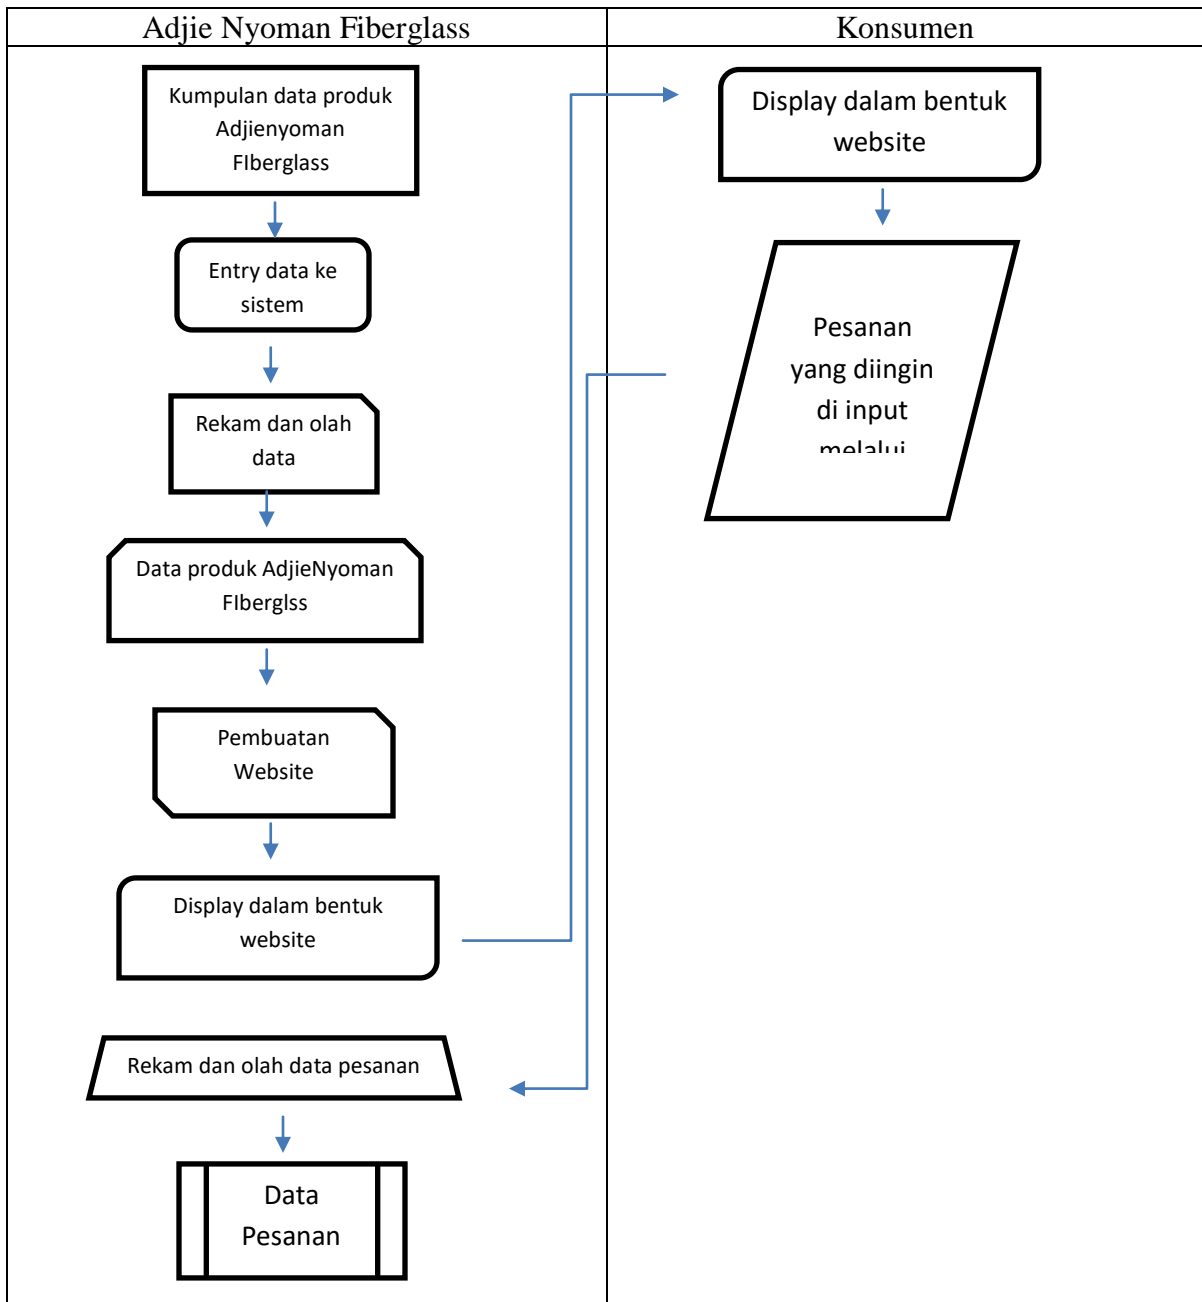 Adjie Nyoman Fiberglass
Konsumen
Kumpulan data produk
Adjienyoman
FIberglass
Entry data ke
sistem
Rekam dan olah
data
Data produk AdjieNyoman
FIberglss
Pembuatan
Website
Display dalam bentuk
website
Rekam dan olah data pesanan
Data
Pesanan
Display dalam bentuk
website
Pesanan
yang diingin
di input
melalui